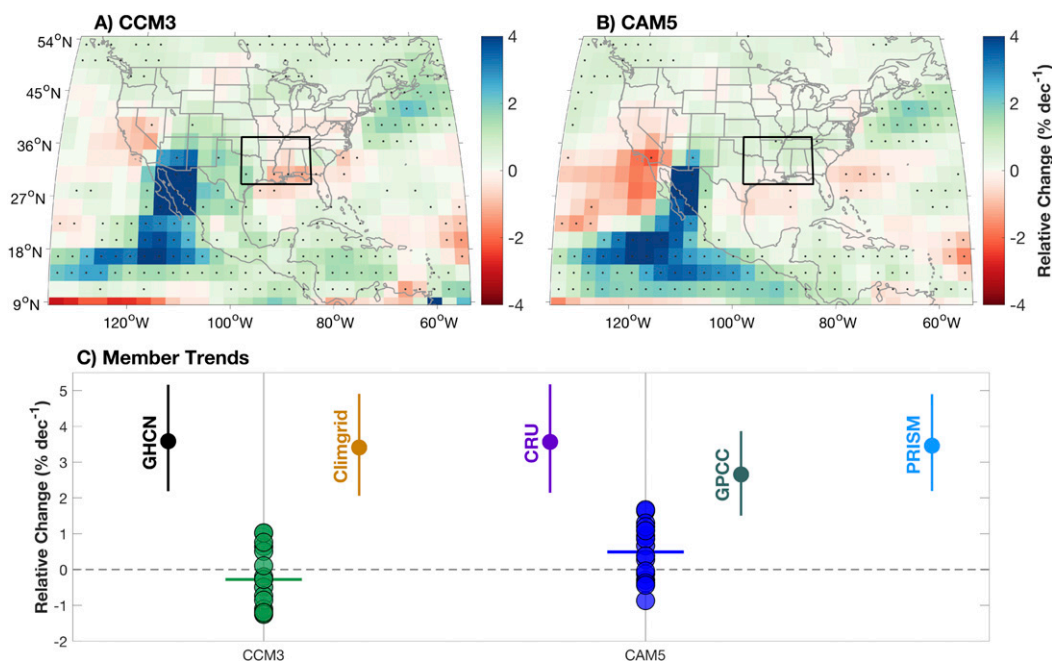 A) CCM3
B) CAM5
54°N
45°N
36°N
27°N
18°N
9°N
120°W
100°W
80°W
60°W
4
2
0
-2
-4
120°W
100°W
80°W
60°W
4
2
0
-2
-4
Relative Change (% dec⁻¹)
C) Member Trends
Relative Change (% dec⁻¹)
5
4
3
2
1
0
-1
-2
GHCN
Climgrid
CRU
GPCC
PRISM
CCM3
CAM5